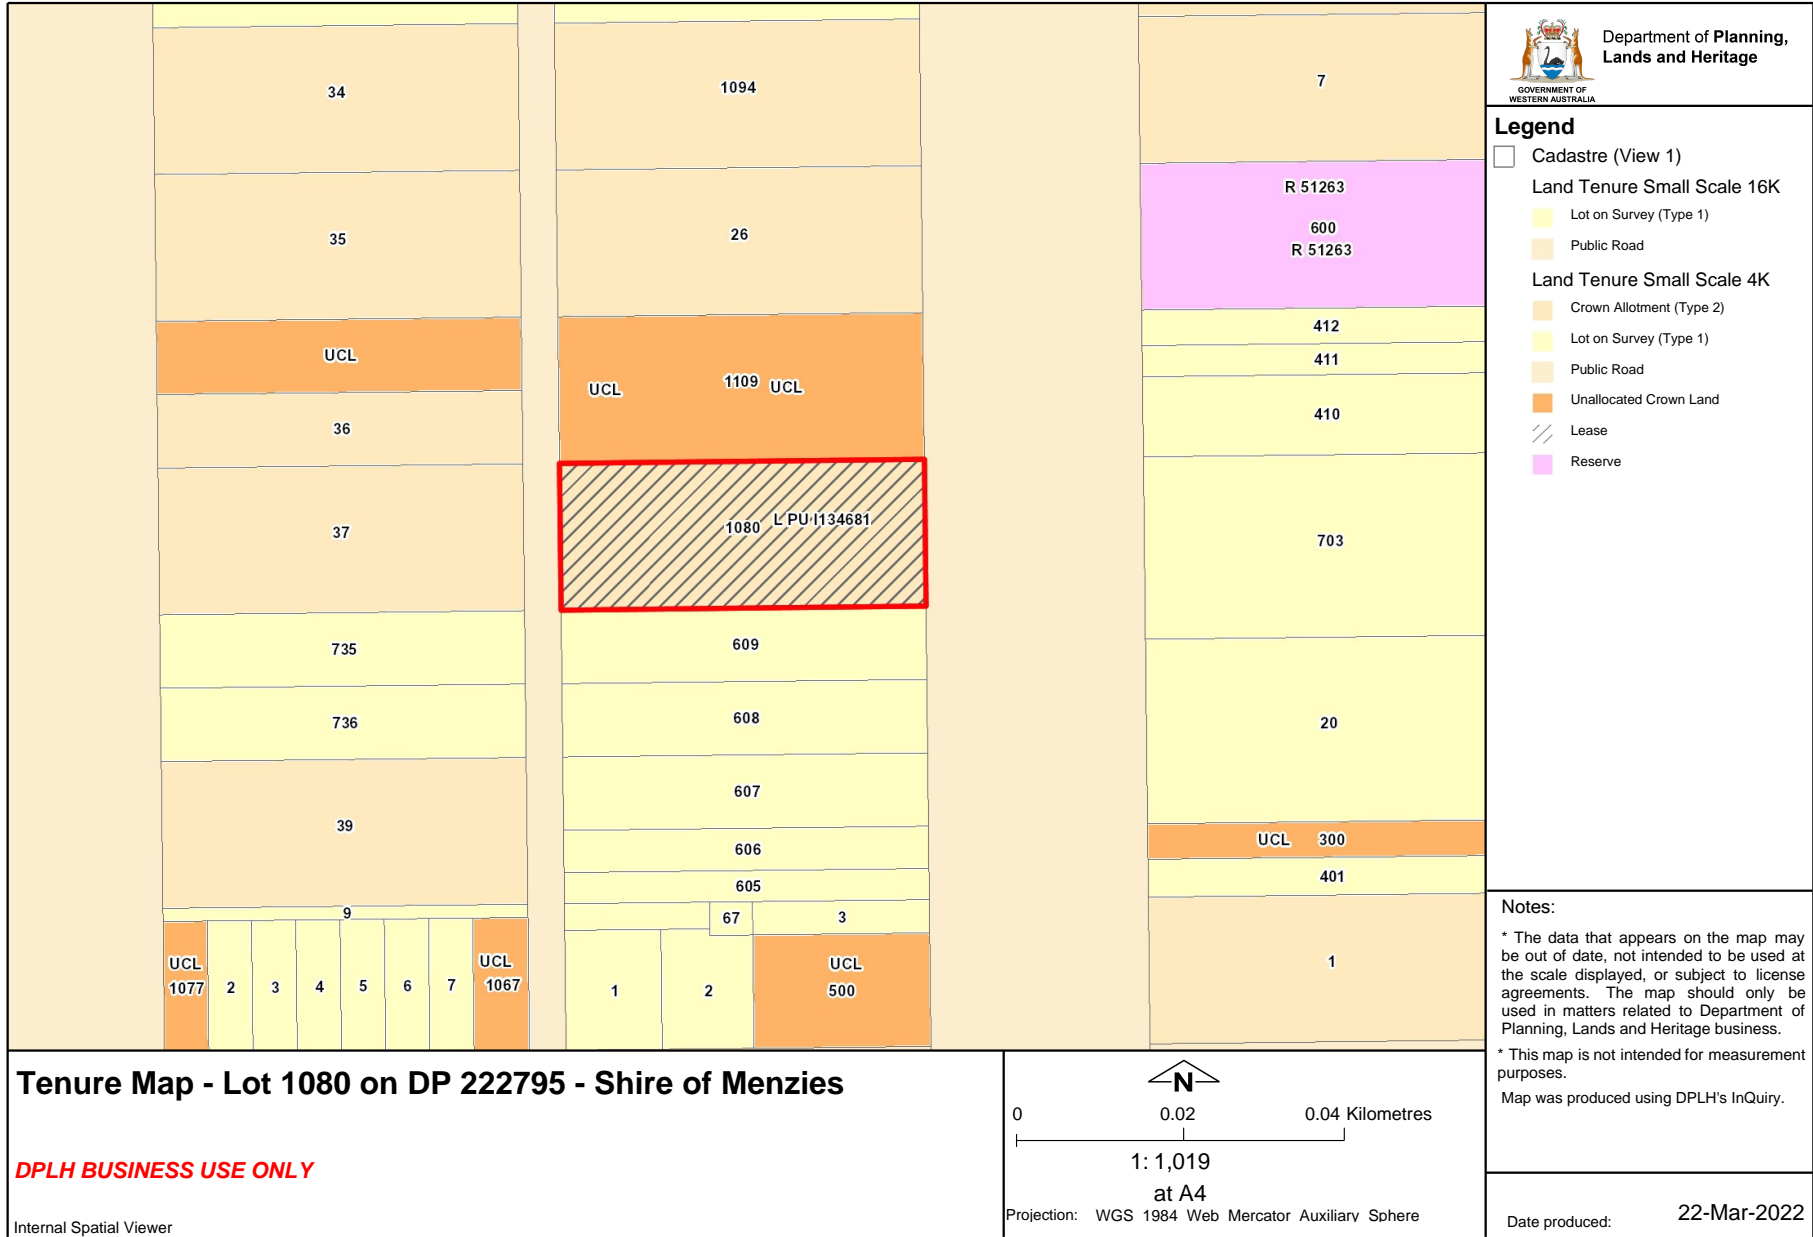 34
1094
7
35
26
R 51263
600
R 51263
UCL
UCL
1109
UCL
412
411
410
36
37
1080
L PU I134681
703
735
609
736
608
20
607
39
606
UCL
300
605
401
9
67
3
UCL
1077
2
3
4
5
6
7
UCL
1067
1
2
UCL
500
1
Department of Planning,
Lands and Heritage
GOVERNMENT OF
WESTERN AUSTRALIA
Legend
Cadastre (View 1)
Land Tenure Small Scale 16K
Lot on Survey (Type 1)
Public Road
Land Tenure Small Scale 4K
Crown Allotment (Type 2)
Lot on Survey (Type 1)
Public Road
Unallocated Crown Land
Lease
Reserve
Notes:
* The data that appears on the map may
be out of date, not intended to be used at
the scale displayed, or subject to license
agreements. The map should only be
used in matters related to Department of
Planning, Lands and Heritage business.
* This map is not intended for measurement
purposes.
Map was produced using DPLH's InQuiry.
Date produced:
22-Mar-2022
Tenure Map - Lot 1080 on DP 222795 - Shire of Menzies
DPLH BUSINESS USE ONLY
Internal Spatial Viewer
N
0
0.02
0.04 Kilometres
1: 1,019
at A4
Projection: WGS 1984 Web Mercator Auxiliary Sphere